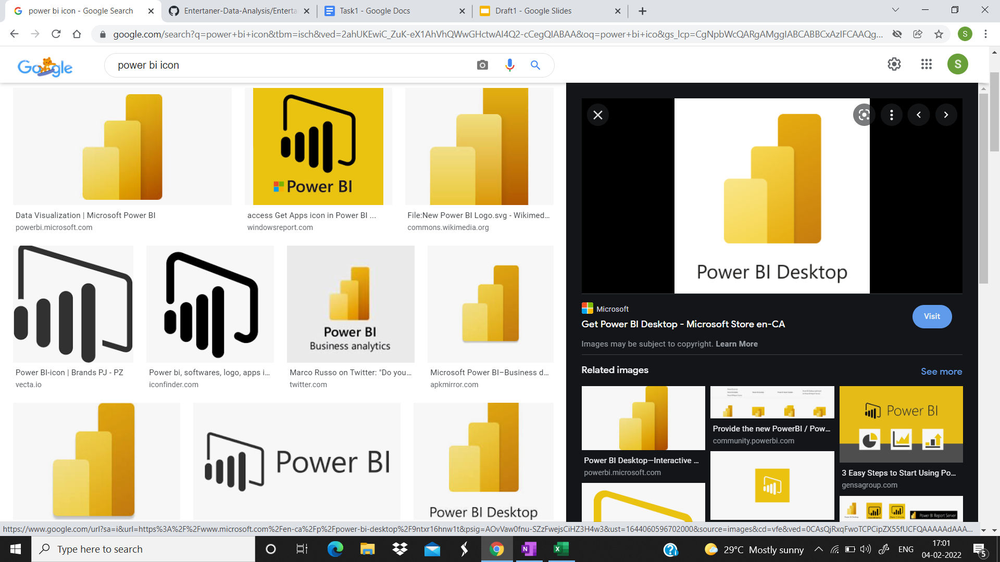 power bi icon - Google Search
Entertaner-Data-Analysis/Enterta
Task1 - Google Docs
Draft1 - Google Slides
google.com/search?q=power+bi+icon&tbm=isch&ved=2ahUKEwiC_ZuK-eX1AhVhQWwGHctwAI4Q2-cCegQIABAA&oq=power+bi+ico&gs_lcp=CgNpbWcQARgAMggIABCABBCxAzIFCAAQg...
S
Google
power bi icon
S
Power BI
Data Visualization | Microsoft Power BI
powerbi.microsoft.com
access Get Apps icon in Power BI ...
windowsreport.com
File:New Power BI Logo.svg - Wikimed...
commons.wikimedia.org
Power BI
Business analytics
Power BI-icon | Brands PJ - PZ
vecta.io
Power bi, softwares, logo, apps i...
iconfinder.com
Marco Russo on Twitter: "Do you...
twitter.com
Microsoft Power BI–Business d...
apkmirror.com
Power BI
Power BI Desktop
Power BI Desktop
Microsoft
Get Power BI Desktop - Microsoft Store en-CA
Visit
Images may be subject to copyright. Learn More
Related images
See more
Power BI Desktop—Interactive ...
powerbi.microsoft.com
Provide the new PowerBI / Pow...
community.powerbi.com
Power BI
3 Easy Steps to Start Using Po...
gensagroup.com
Power BI Report Server
https://www.google.com/url?sa=i&url=https%3A%2F%2Fwww.microsoft.com%2Fen-ca%2Fp%2Fpower-bi-desktop%2F9ntxr16hnw1t&psig=AOvVaw0fnu-SZzFwejsCiHZ3H4w3&ust=1644060596702000&source=images&cd=vfe&ved=0CAsQjRxqFwoTCPCipZX55fUCFQAAAAAdAAA...
Type here to search
29°C Mostly sunny
ENG
17:01
04-02-2022
5